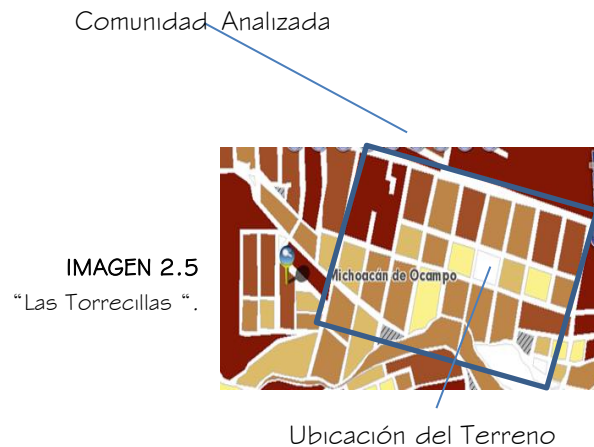 Comunidad Analizada
IMAGEN 2.5
"Las Torrecillas ".
Michoacán de Ocampo
Ubicación del Terreno